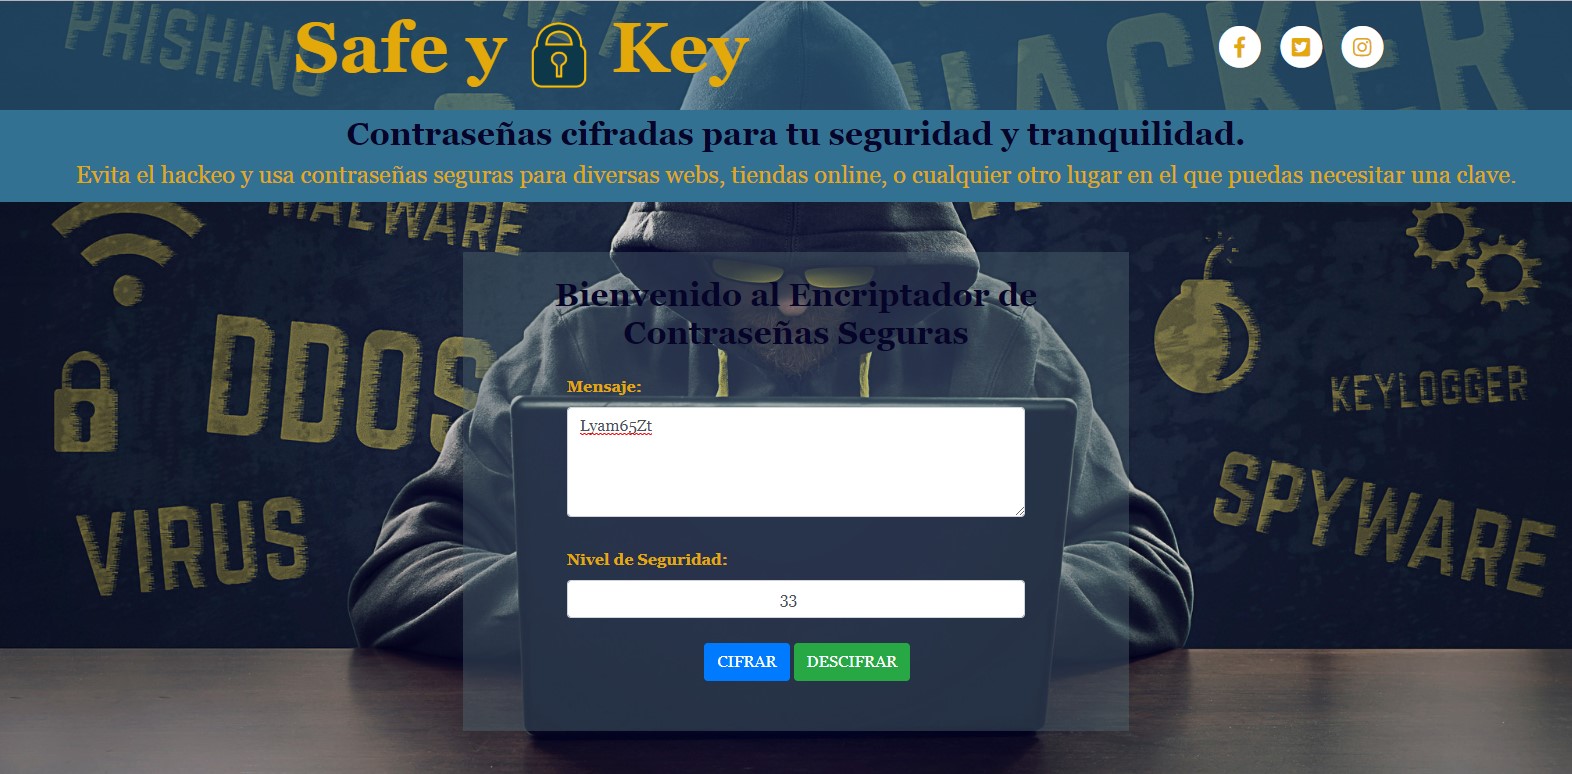 PHISHING
HACKER
Safe y Key
Contraseñas cifradas para tu seguridad y tranquilidad.
Evita el hackeo y usa contraseñas seguras para diversas webs, tiendas online, o cualquier otro lugar en el que puedas necesitar una clave.
MALWARE
Bienvenido al Encriptador de
Contraseñas Seguras
DDOS
KEYLOGGER
Mensaje:
Lyam65Zt
SPYWARE
VIRUS
Nivel de Seguridad:
33
CIFRAR DESCIFRAR